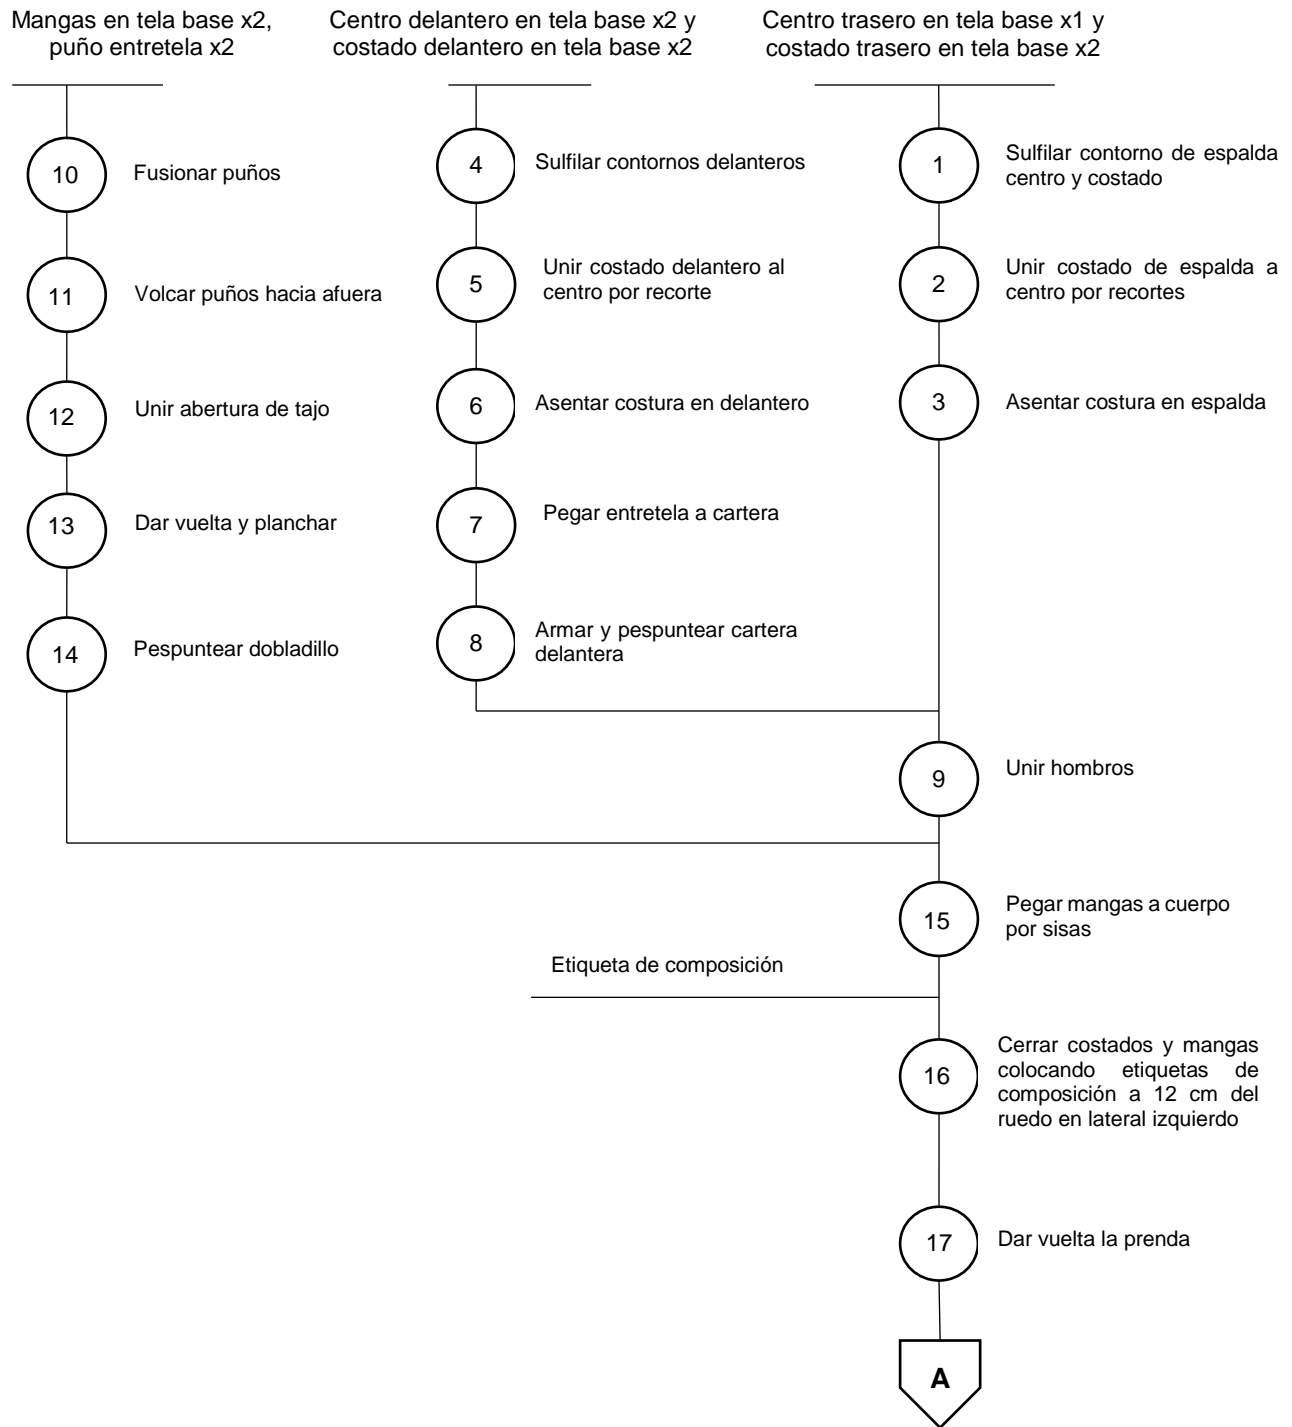 Mangas en tela base x2,
puño entretela x2
Centro delantero en tela base x2 y
costado delantero en tela base x2
Centro trasero en tela base x1 y
costado trasero en tela base x2
10
Fusionar puños
4
Sulfilar contornos delanteros
1
Sulfilar contorno de espalda
centro y costado
11
Volcar puños hacia afuera
5
Unir costado delantero al
centro por recorte
2
Unir costado de espalda a
centro por recortes
12
Unir abertura de tajo
6
Asentar costura en delantero
3
Asentar costura en espalda
13
Dar vuelta y planchar
7
Pegar entretela a cartera
14
Pespuntear dobladillo
8
Armar y pespuntear cartera
delantera
9
Unir hombros
15
Pegar mangas a cuerpo
por sisas
Etiqueta de composición
16
Cerrar costados y mangas
colocando etiquetas de
composición a 12 cm del
ruedo en lateral izquierdo
17
Dar vuelta la prenda
A